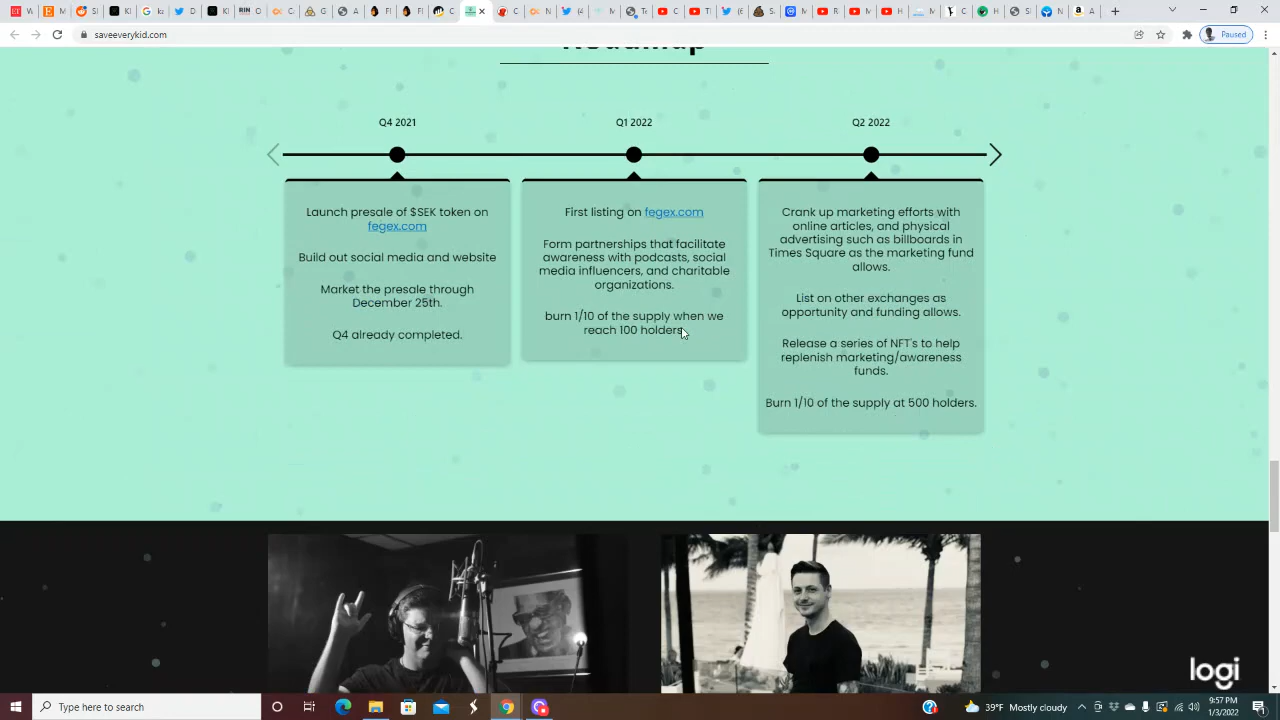 saveeverykid.com
Paused
Roadmap
Q4 2021
Q1 2022
Q2 2022
Launch presale of $SEK token on
fegex.com
Build out social media and website
Market the presale through
December 25th.
Q4 already completed.
First listing on fegex.com
Form partnerships that facilitate
awareness with podcasts, social
media influencers, and charitable
organizations.
burn 1/10 of the supply when we
reach 100 holders.
Crank up marketing efforts with
online articles, and physical
advertising such as billboards in
Times Square as the marketing fund
allows.
List on other exchanges as
opportunity and funding allows.
Release a series of NFT's to help
replenish marketing/awareness
funds.
Burn 1/10 of the supply at 500 holders.
logi
Type here to search
39°F Mostly cloudy
9:57 PM
1/3/2022